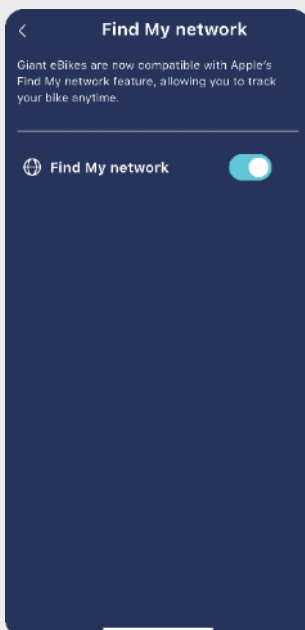 Find My network
Giant eBikes are now compatible with Apple's
Find My network feature, allowing you to track
your bike anytime.
Find My network